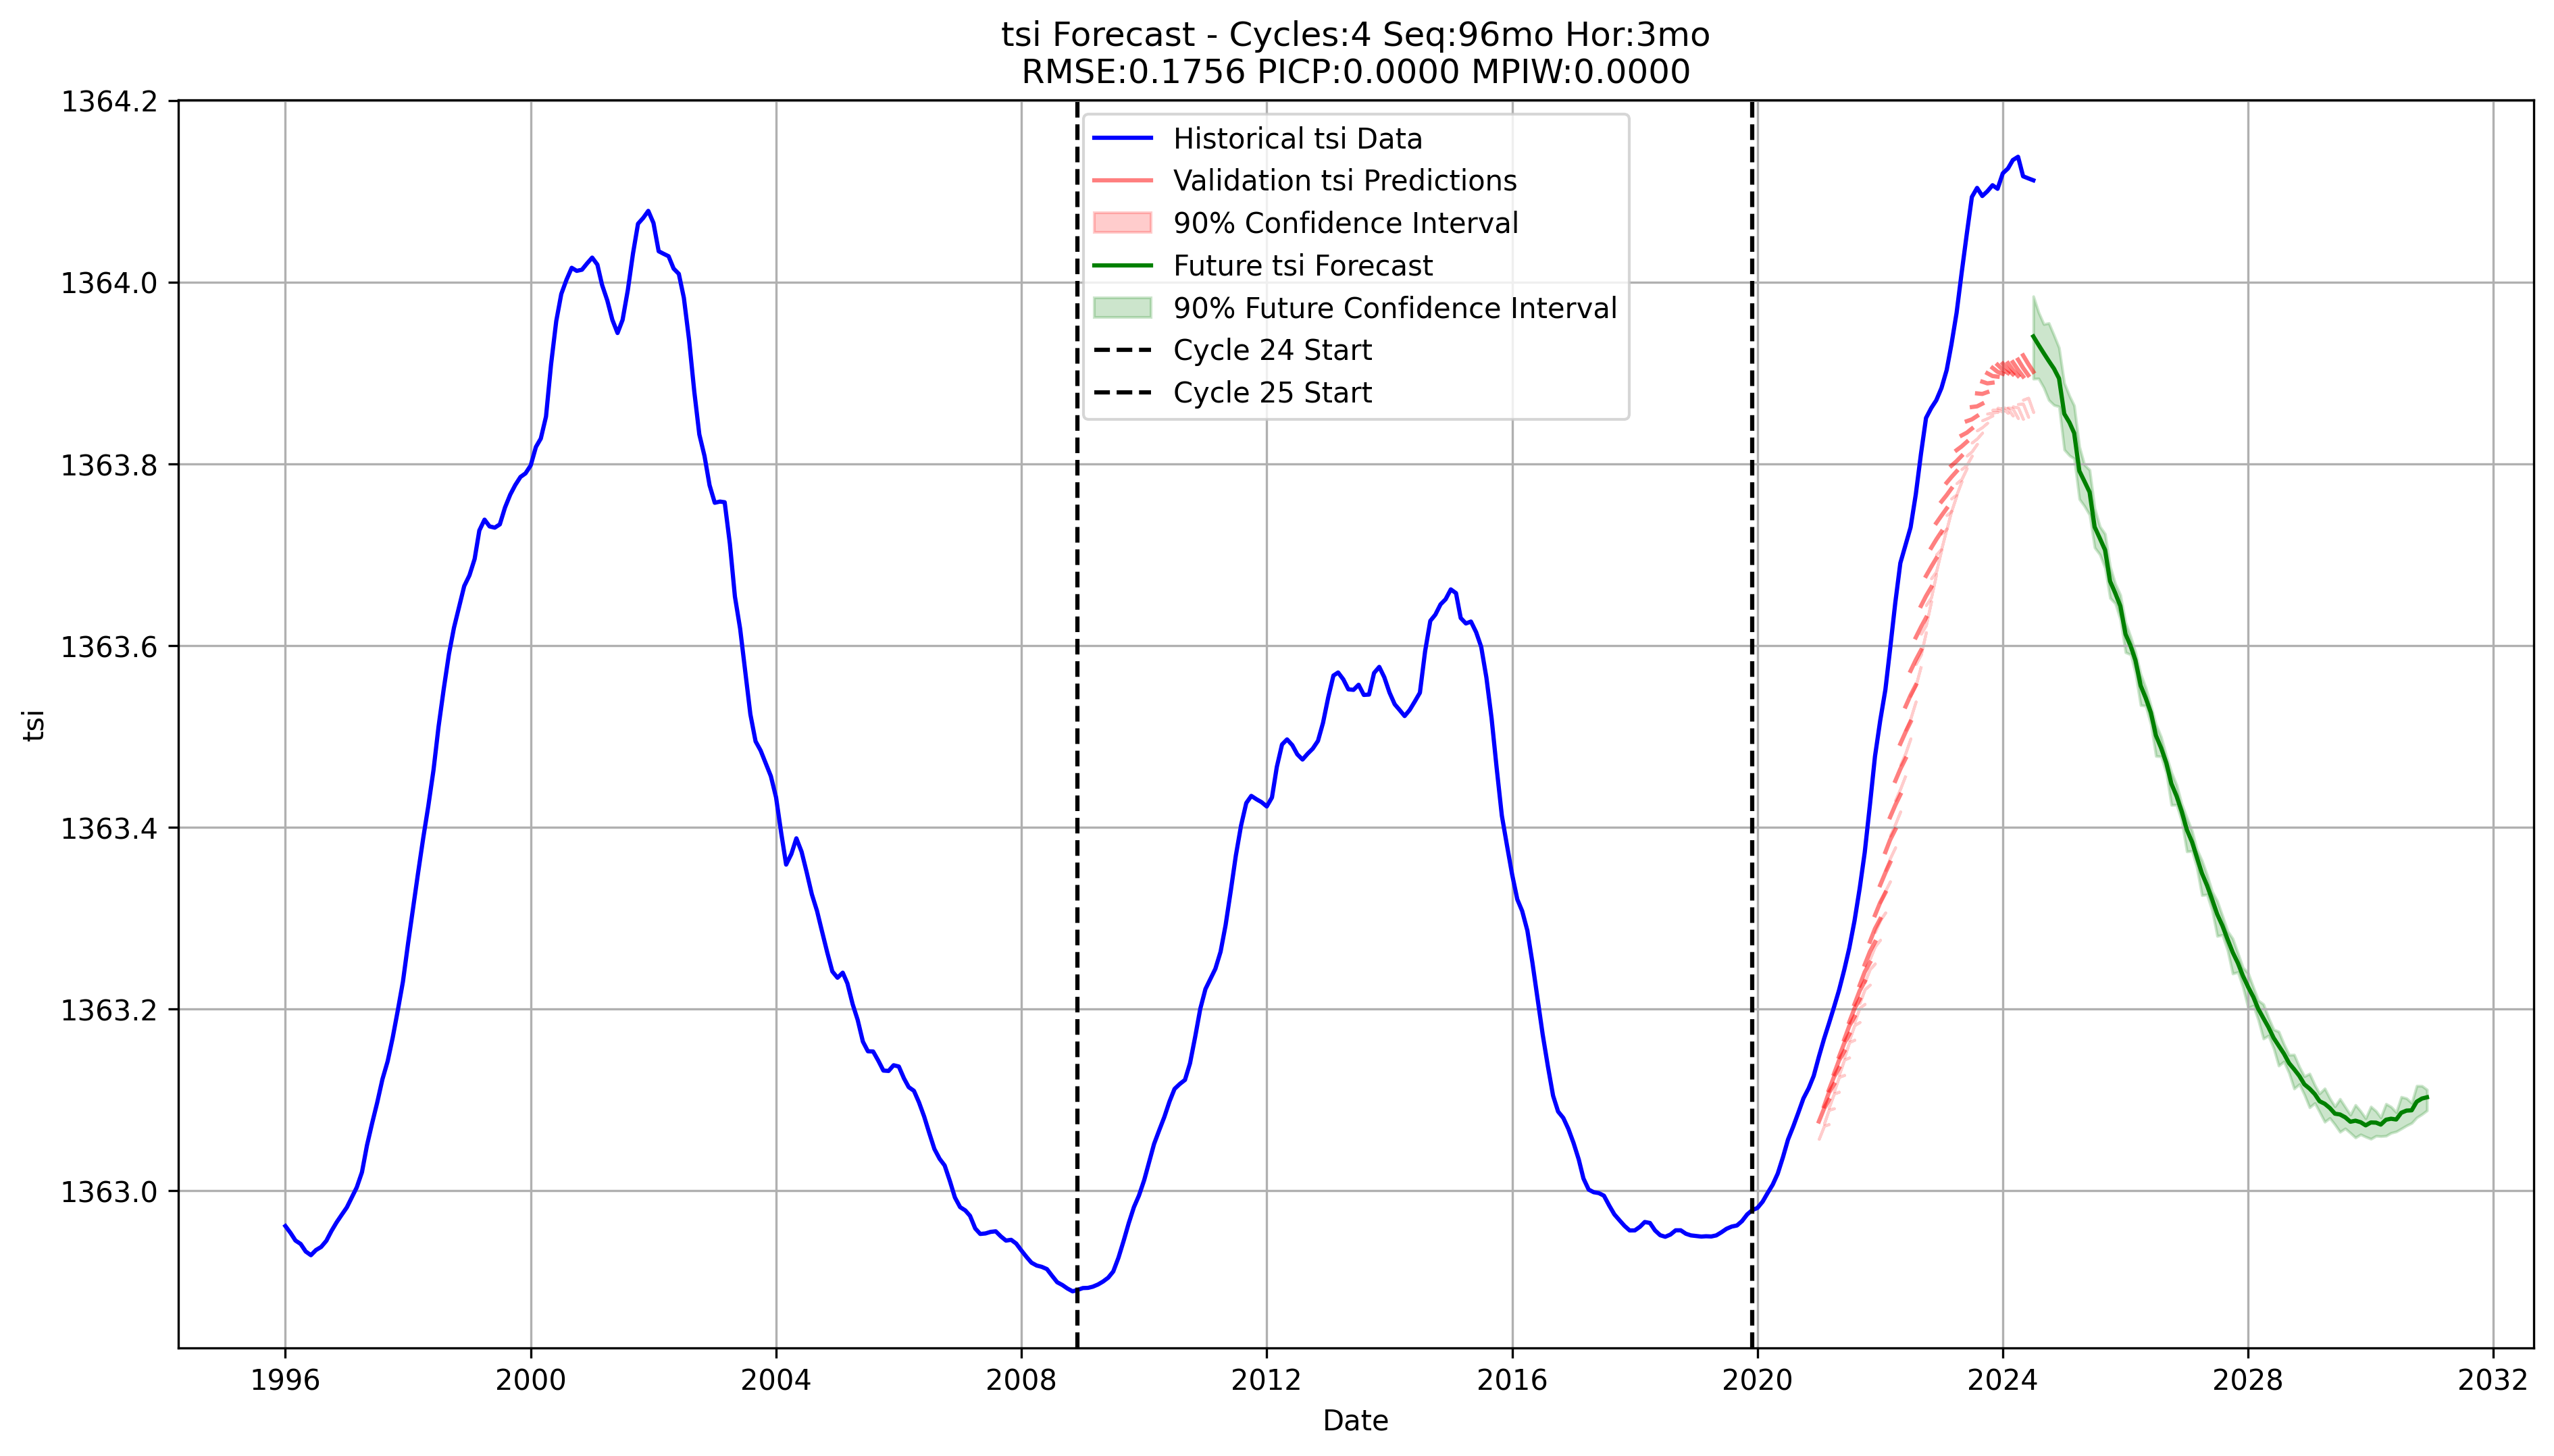 tsi Forecast - Cycles:4 Seq:96mo Hor:3mo
RMSE:0.1756 PICP:0.0000 MPIW:0.0000
1364.2
1364.0
1363.8
1363.6
1363.4
1363.2
1363.0
tsi
Historical tsi Data
Validation tsi Predictions
90% Confidence Interval
Future tsi Forecast
90% Future Confidence Interval
Cycle 24 Start
Cycle 25 Start
1996 2000 2004 2008 2012 2016 2020 2024 2028 2032
Date